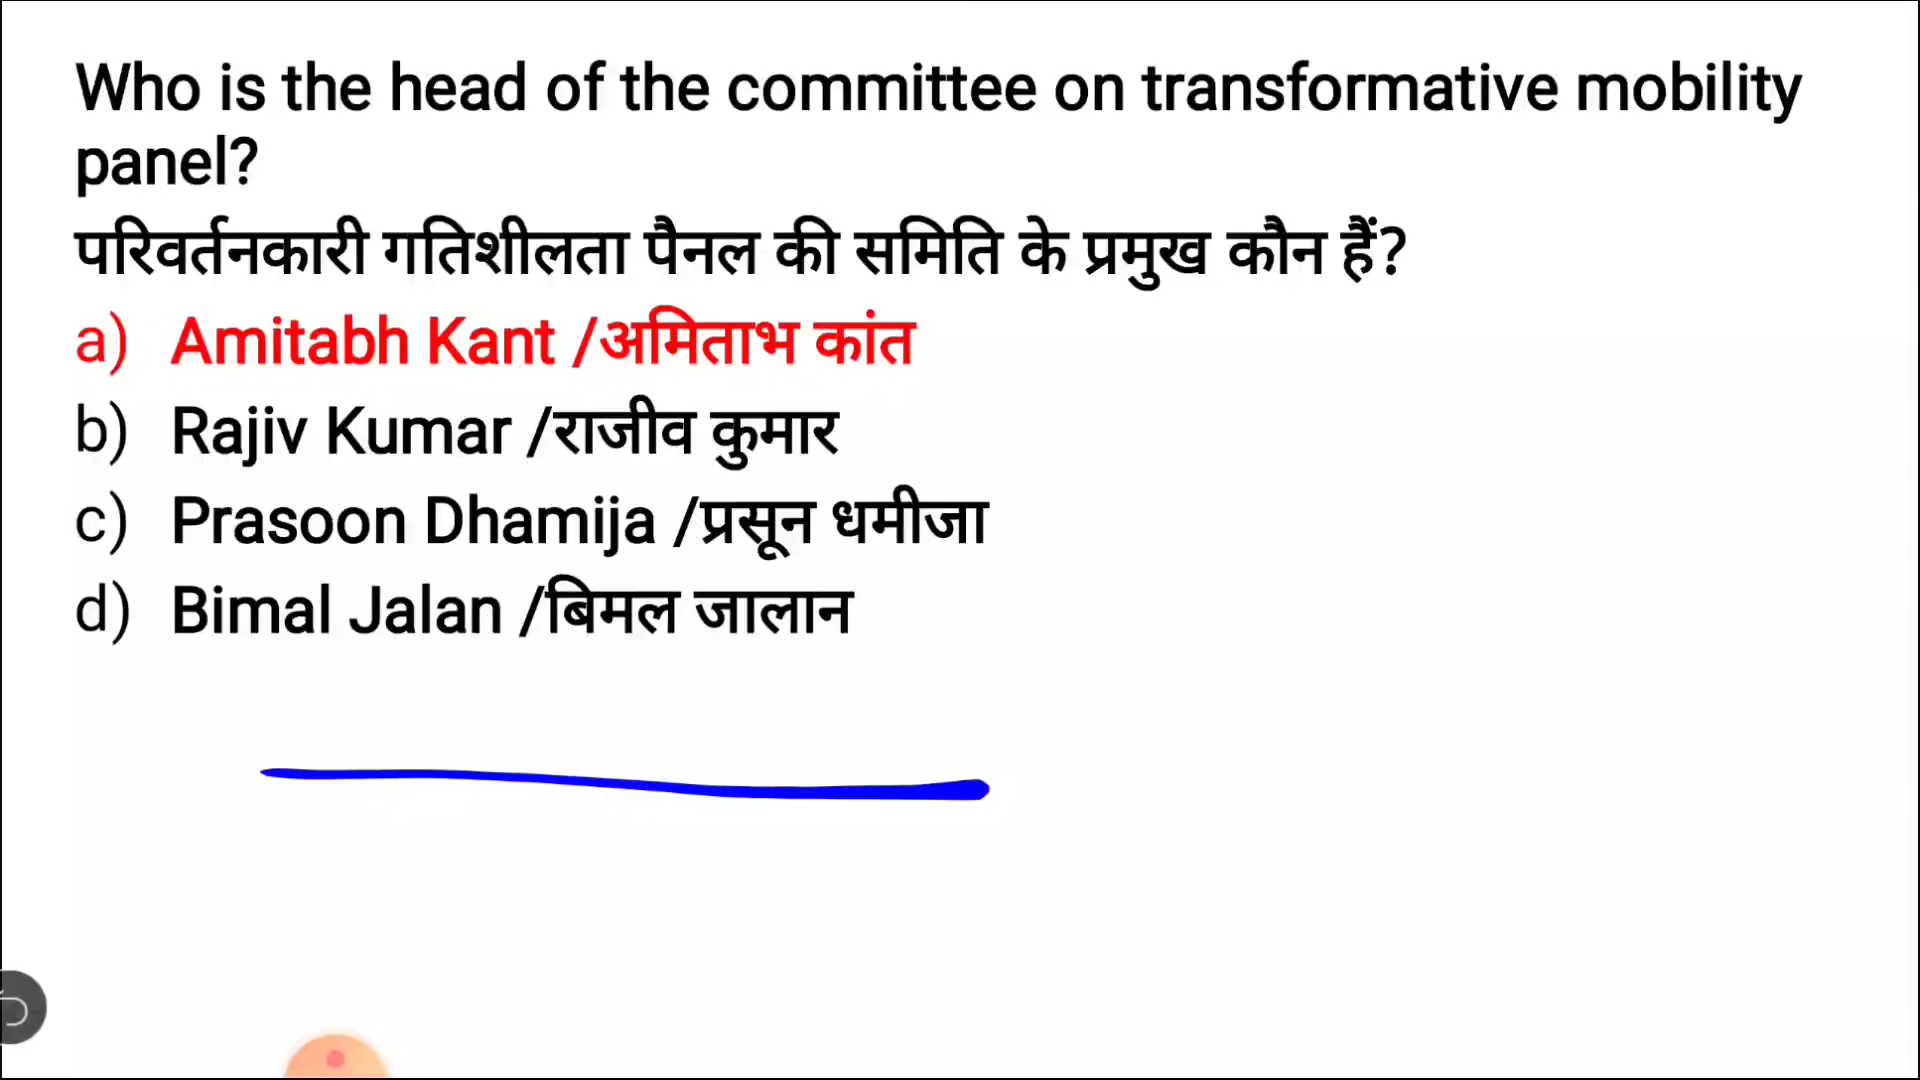 Who is the head of the committee on transformative mobility
panel?
परिवर्तनकारी गतिशीलता पैनल की समिति के प्रमुख कौन हैं?
a) Amitabh Kant /अमिताभ कांत
b) Rajiv Kumar /राजीव कुमार
c) Prasoon Dhamija /प्रसून धमीजा
d) Bimal Jalan /बिमल जालान